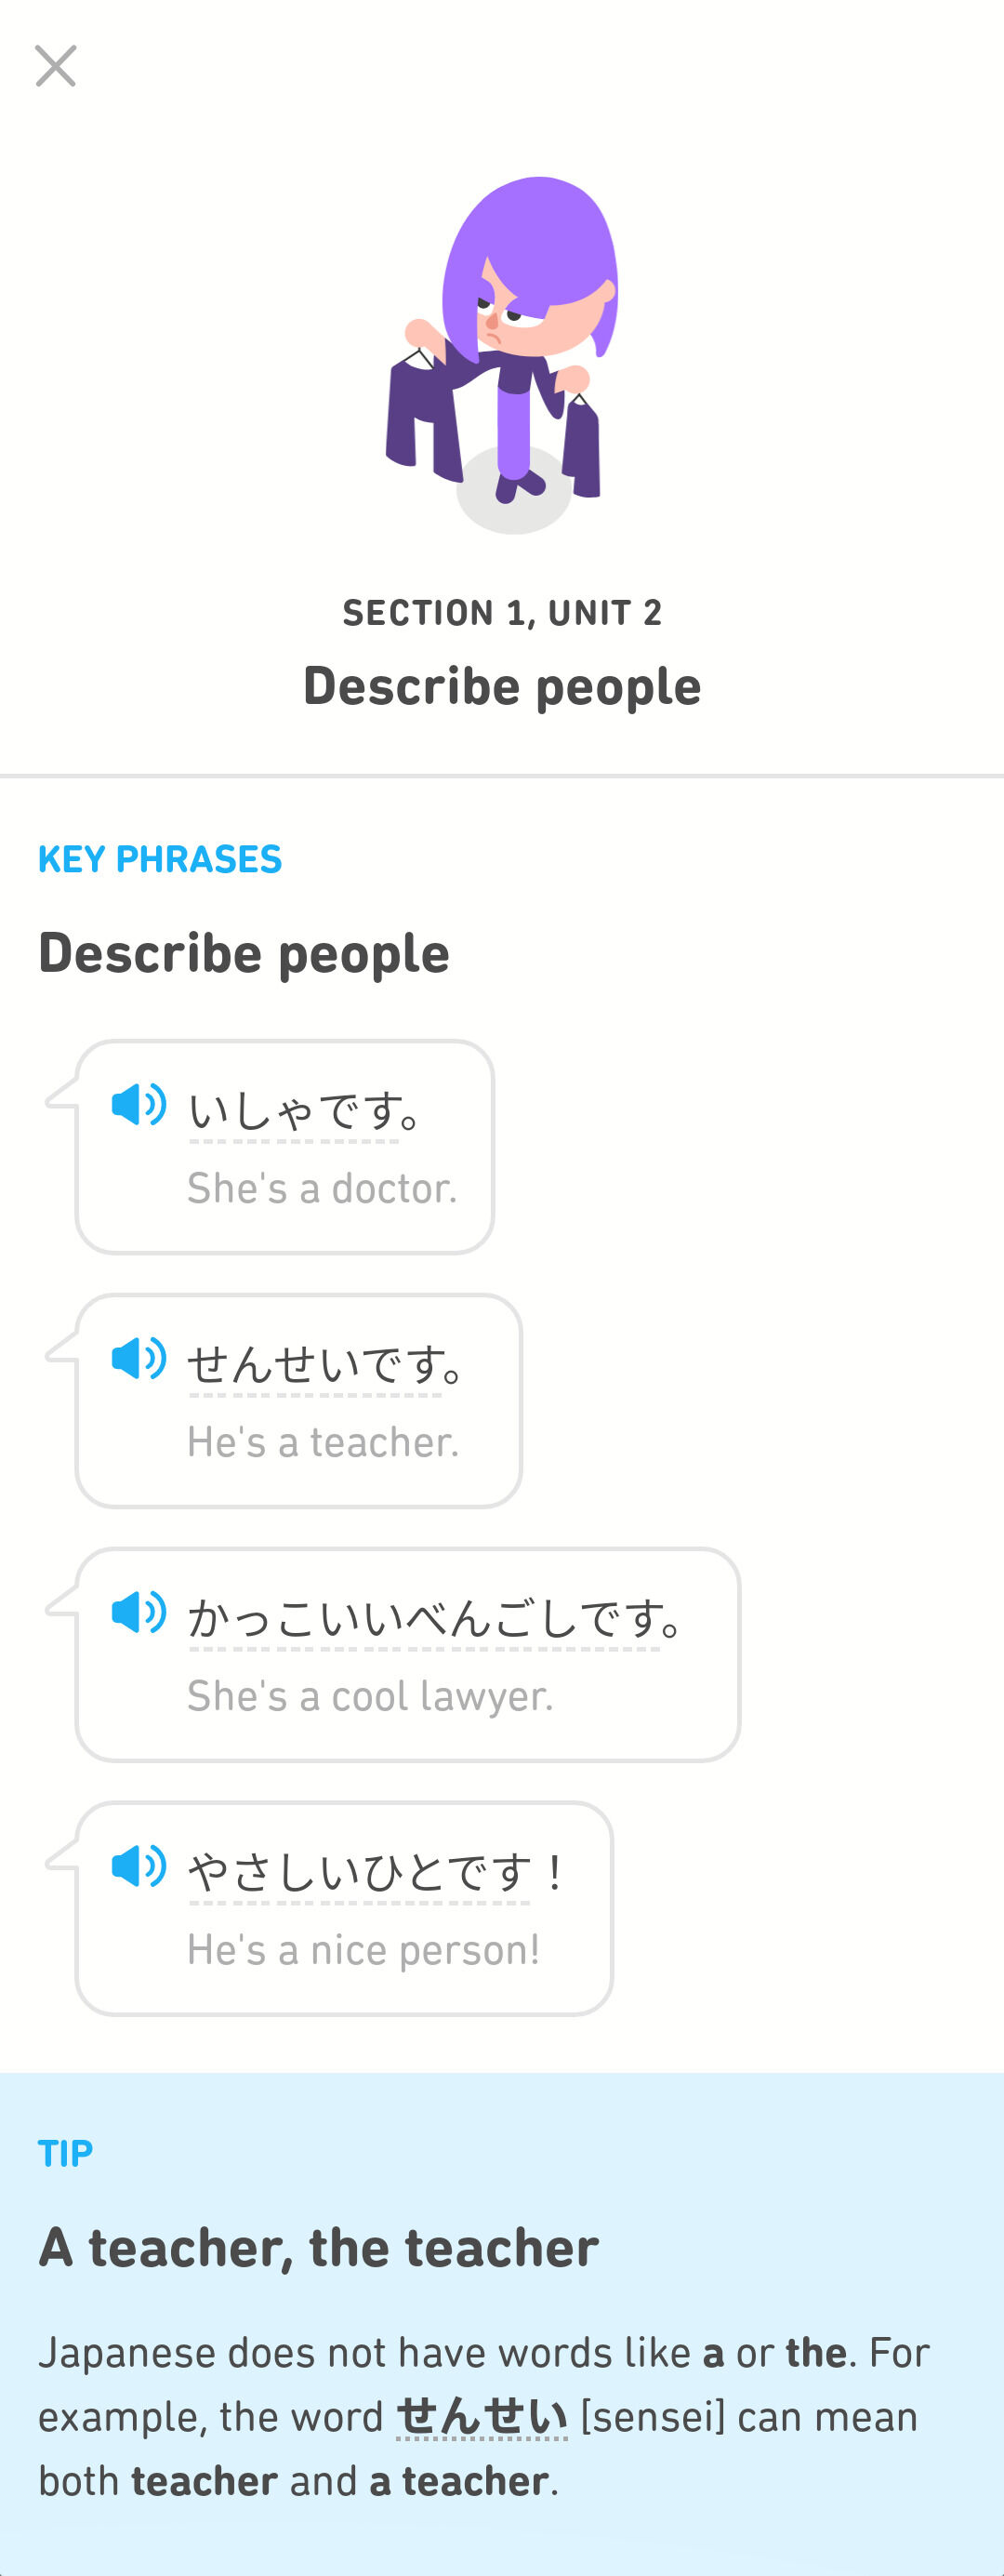 SECTION 1, UNIT 2
Describe people
KEY PHRASES
Describe people
いしゃです。
She's a doctor.
せんせいです。
He's a teacher.
かっこいいべんごしです。
She's a cool lawyer.
やさしいひとです！
He's a nice person!
TIP
A teacher, the teacher
Japanese does not have words like a or the. For
example, the word せんせい [sensei] can mean
both teacher and a teacher.